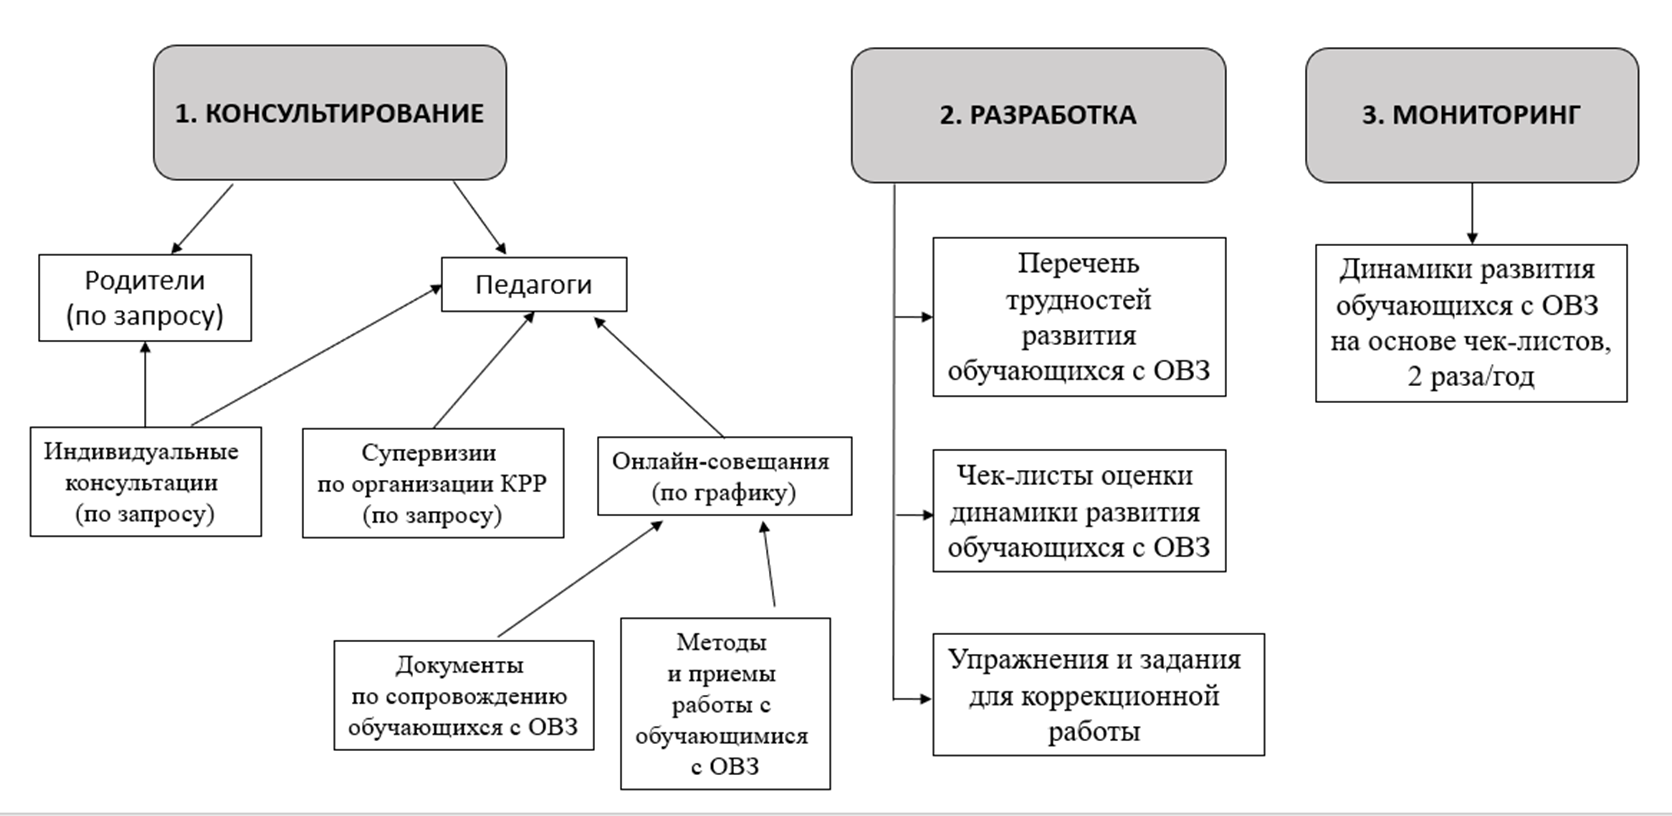 1. КОНСУЛЬТИРОВАНИЕ
Родители
(по запросу)
Педагоги
Индивидуальные
консультации
(по запросу)
Супервизии
по организации КРР
(по запросу)
Онлайн-совещания
(по графику)
Документы
по сопровождению
обучающихся с ОВЗ
Методы
и приемы
работы с
обучающимися
с ОВЗ
2. РАЗРАБОТКА
Перечень
трудностей
развития
обучающихся с ОВЗ
Чек-листы оценки
динамики развития
обучающихся с ОВЗ
Упражнения и задания
для коррекционной
работы
3. МОНИТОРИНГ
Динамики развития
обучающихся с ОВЗ
на основе чек-листов,
2 раза/год